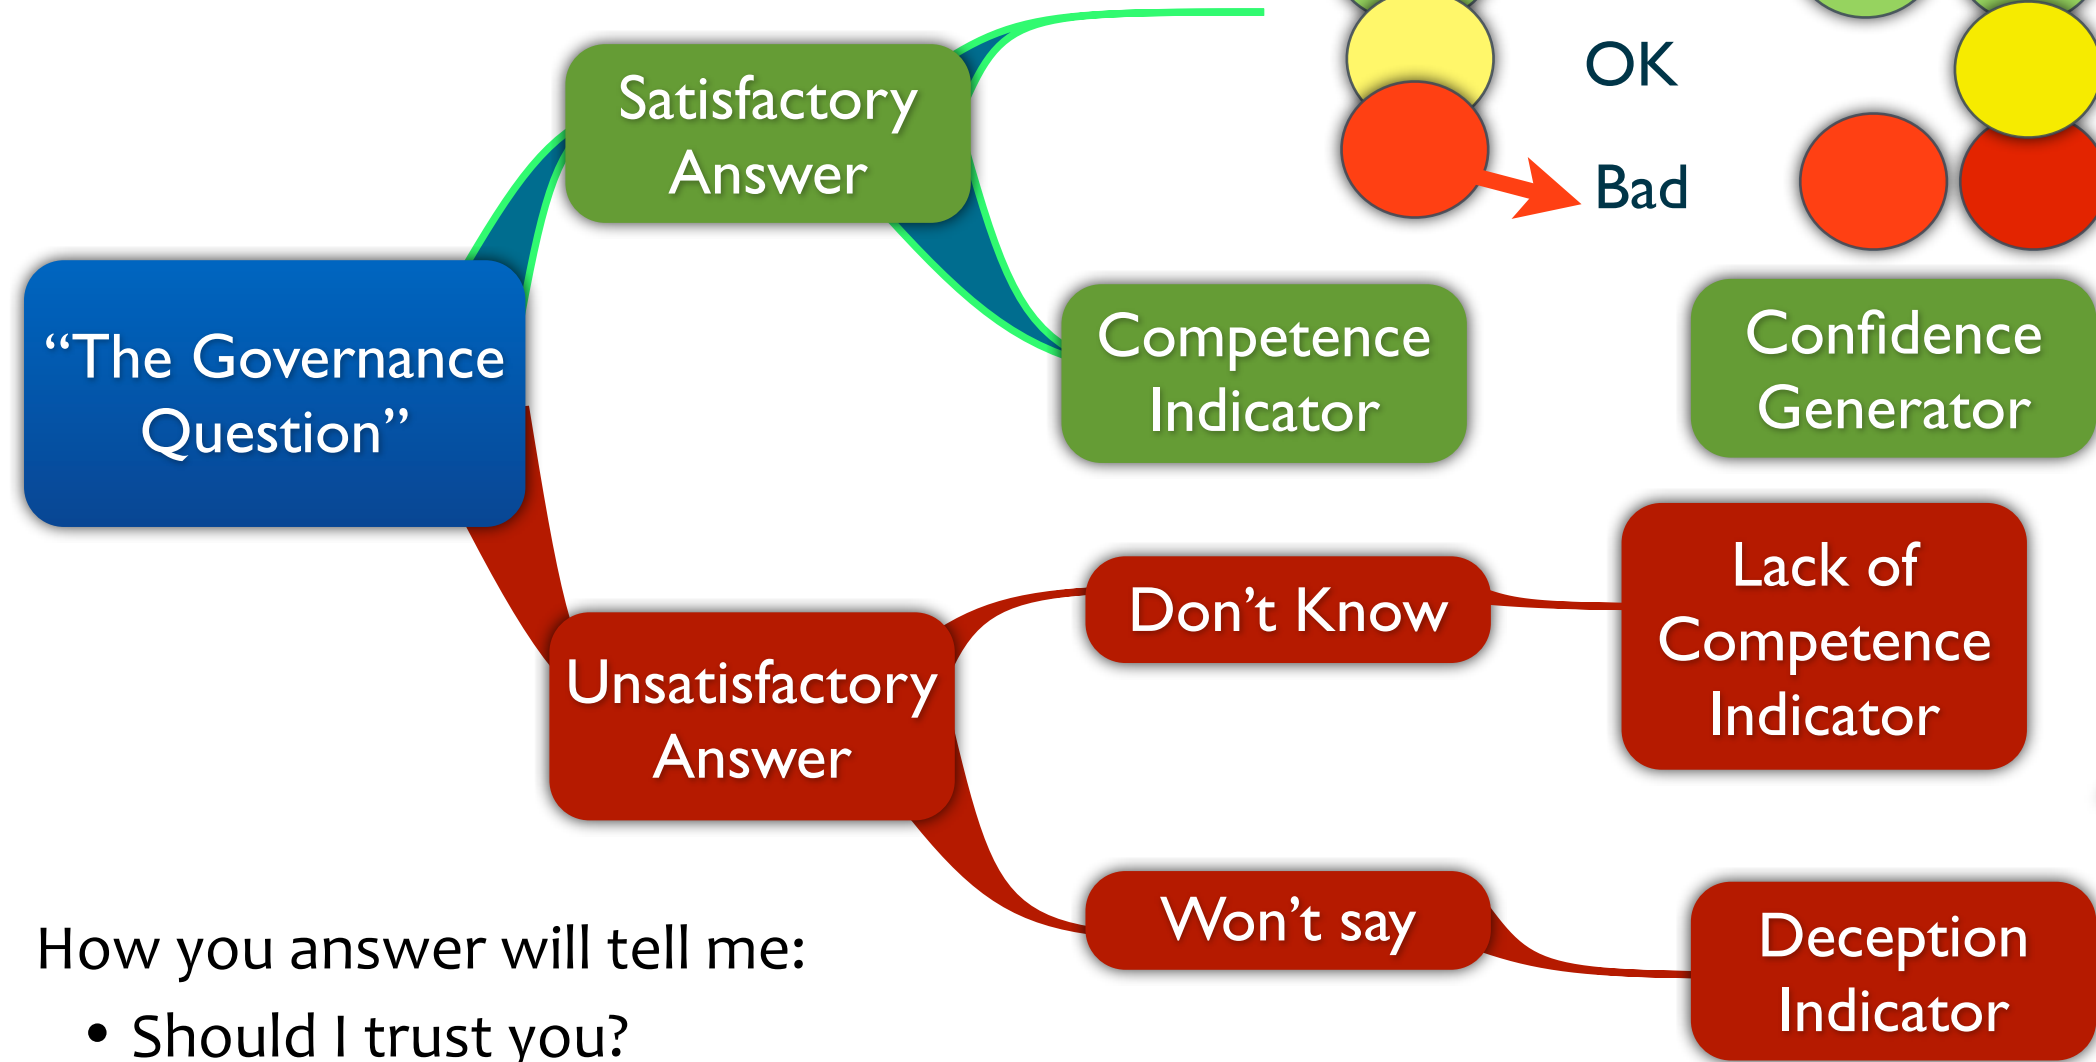 OK
Bad
Satisfactory
Answer
“The Governance
Question”
Competence
Indicator
Confidence
Generator
Unsatisfactory
Answer
Don’t Know
Lack of
Competence
Indicator
Won’t say
Deception
Indicator
How you answer will tell me:
• Should I trust you?